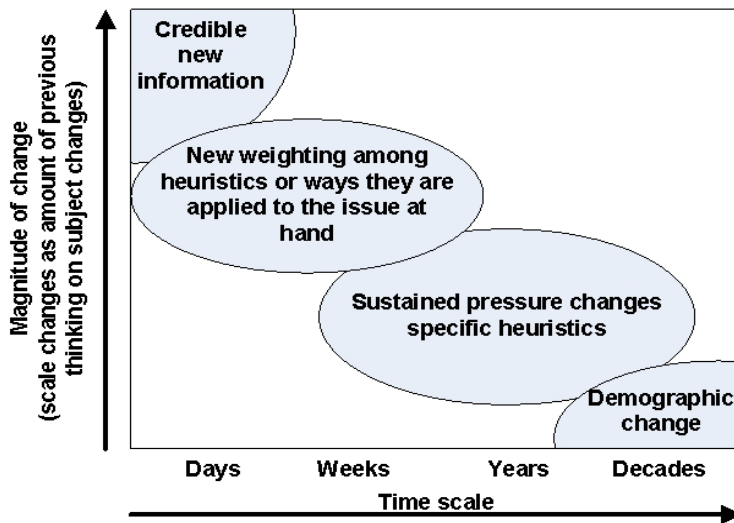 Magnitude of change
(scale changes as amount of previous
thinking on subject changes)
Credible
new
information
New weighting among
heuristics or ways they are
applied to the issue at
hand
Sustained pressure changes
specific heuristics
Demographic
change
Days
Weeks
Years
Decades
Time scale